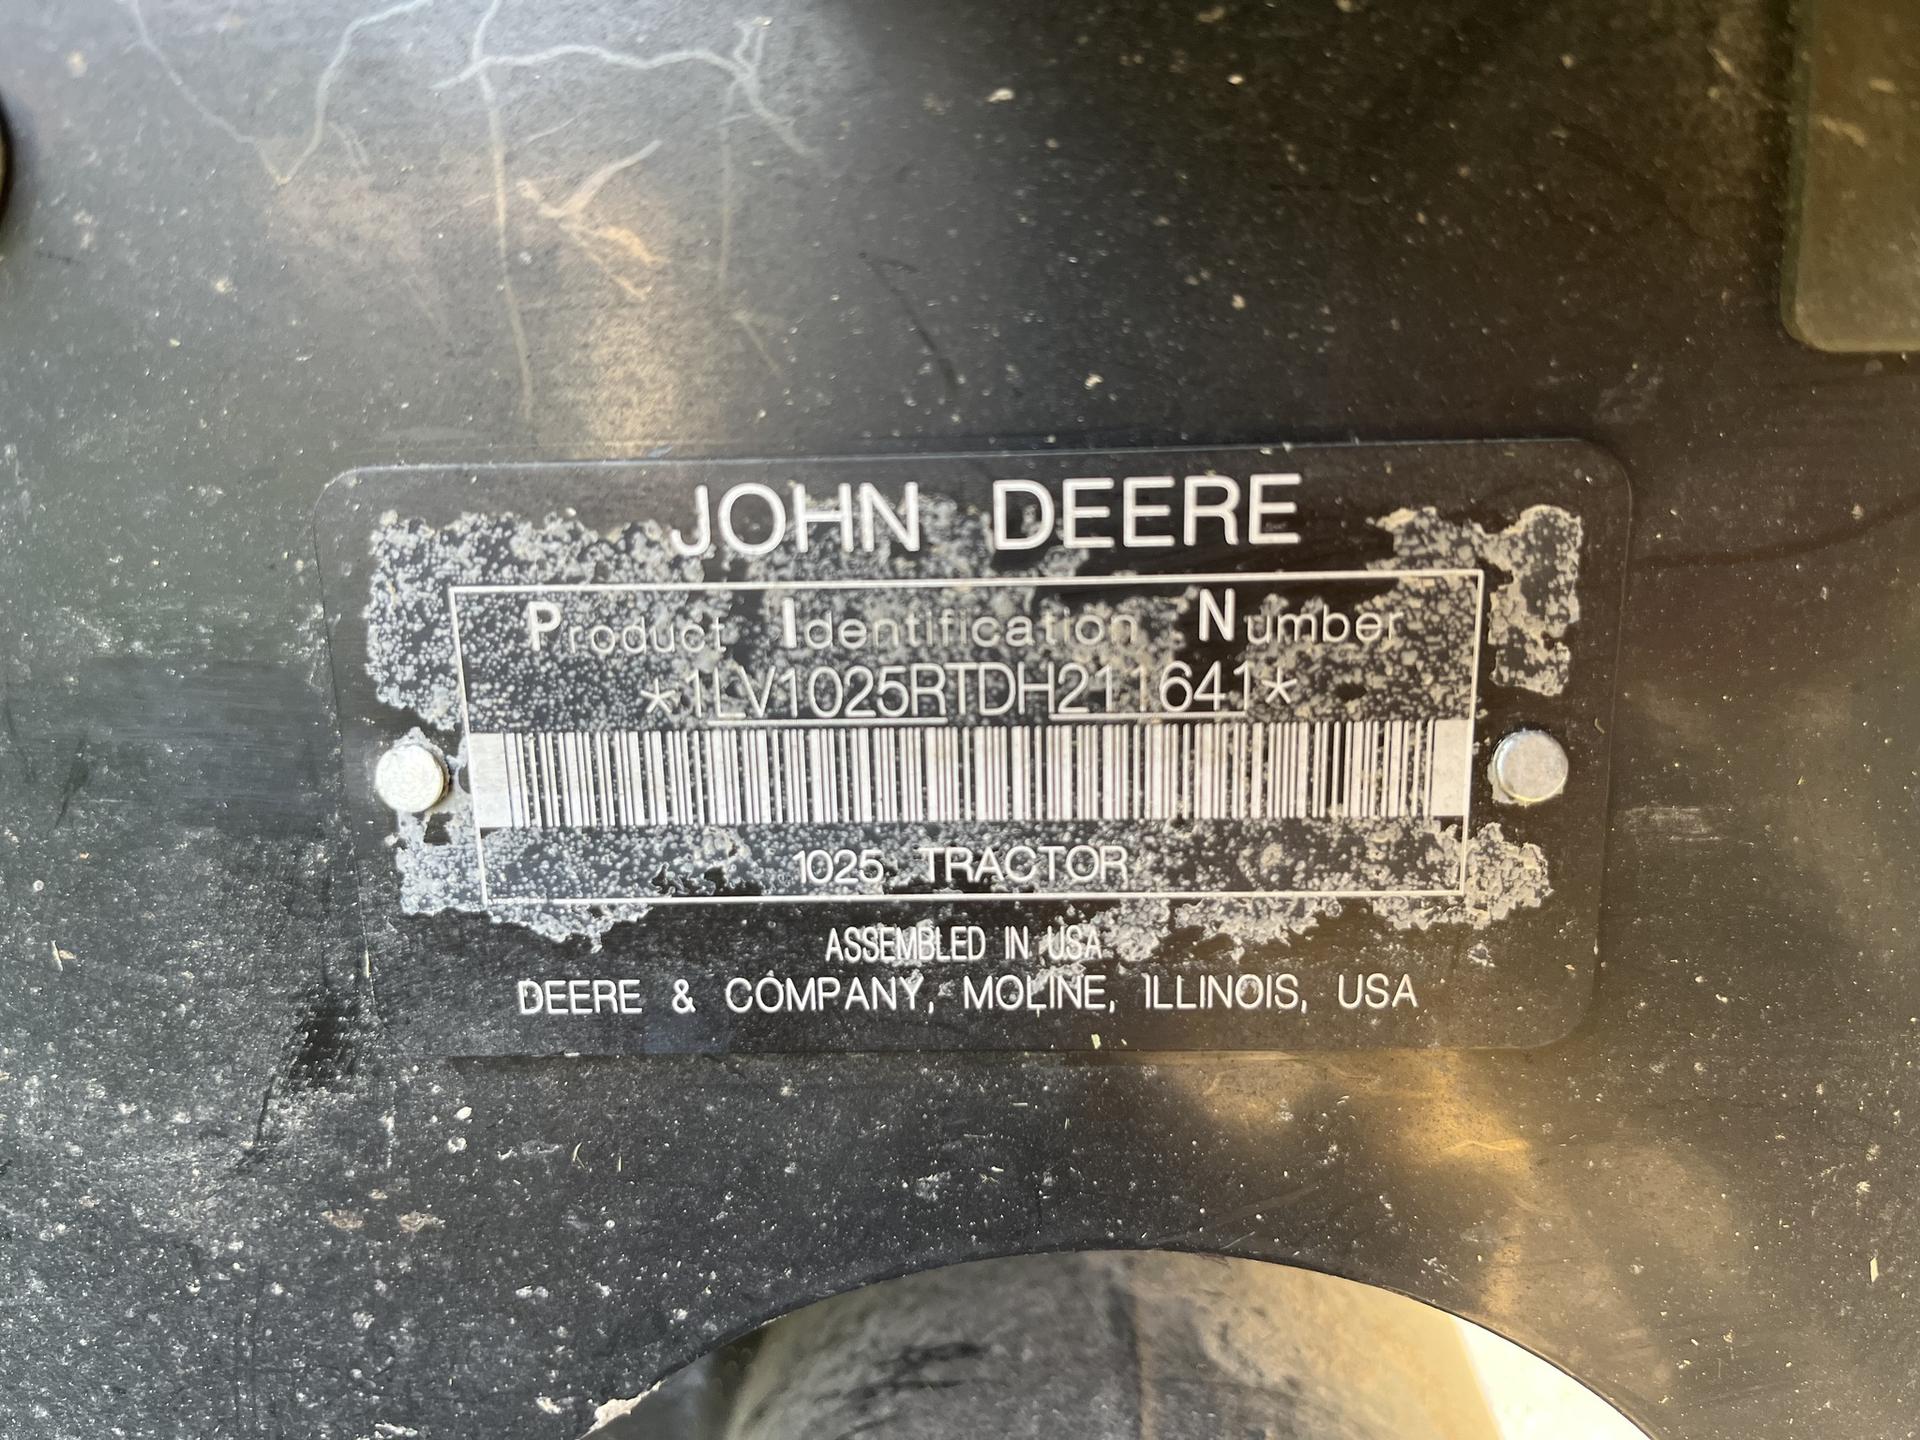 JOHN DEERE
Product Identification Number
*1LV1025RTDH211641*
1025 TRACTOR
ASSEMBLED IN USA
DEERE & COMPANY, MOLINE, ILLINOIS, USA